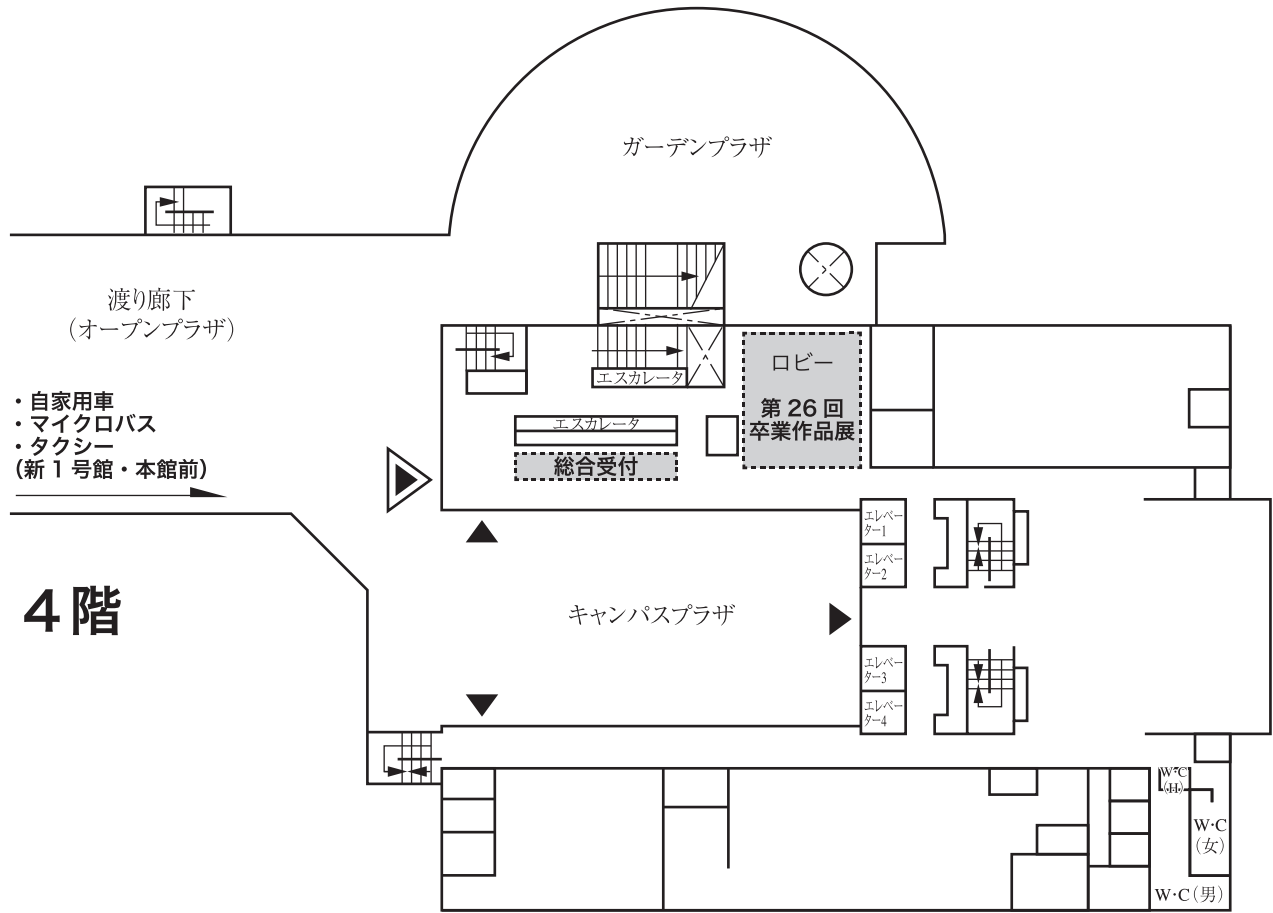 ガーデンプラザ
渡り廊下
（オープンプラザ）
・自家用車
・マイクロバス
・タクシー
（新１号館・本館前）
エスカレータ
エスカレータ
総合受付
ロビー
第 26 回
卒業作品展
4 階
キャンパスプラザ
エレベー
ター1
エレベー
ター2
エレベー
ター3
エレベー
ター4
W・C
（H）
W・C
（女）
W・C（男）